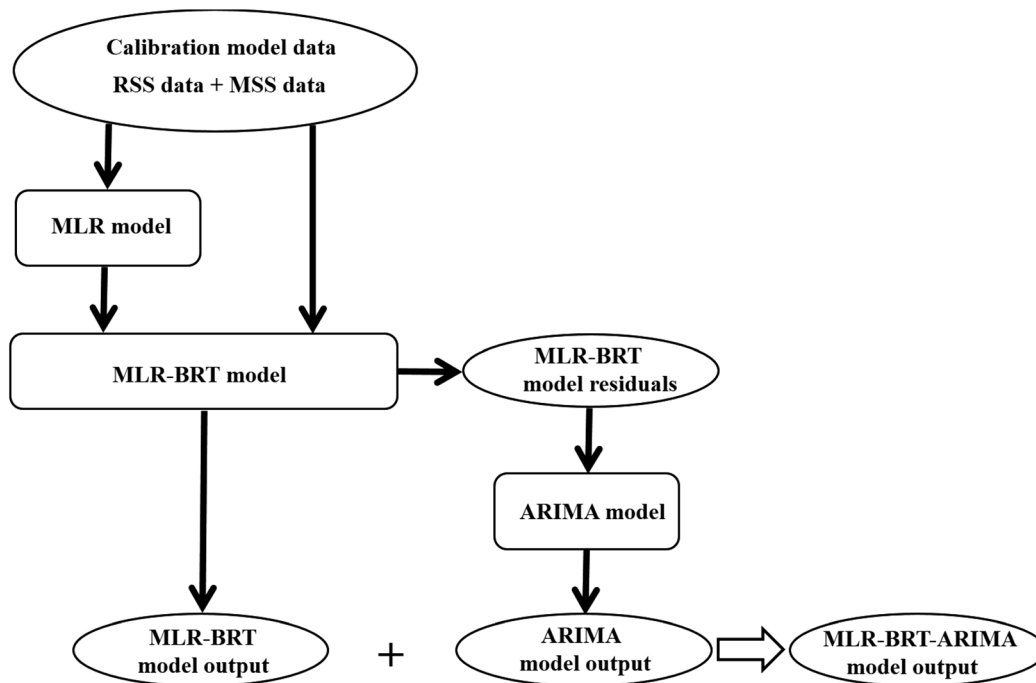 Calibration model data
RSS data + MSS data
MLR model
MLR-BRT model
MLR-BRT
model residuals
ARIMA model
MLR-BRT
model output
+
ARIMA
model output
MLR-BRT-ARIMA
model output